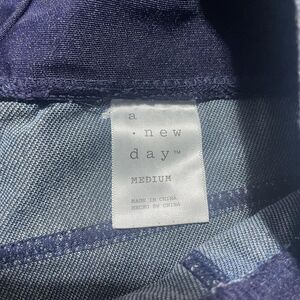 a
· new
day™
MEDIUM
MADE IN CHINA
HECHO EN CHINA